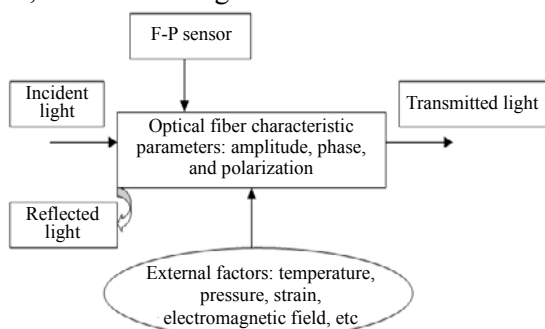 F-P sensor
Incident
light
Transmitted light
Optical fiber characteristic
parameters: amplitude, phase,
and polarization
Reflected
light
External factors: temperature,
pressure, strain,
electromagnetic field, etc